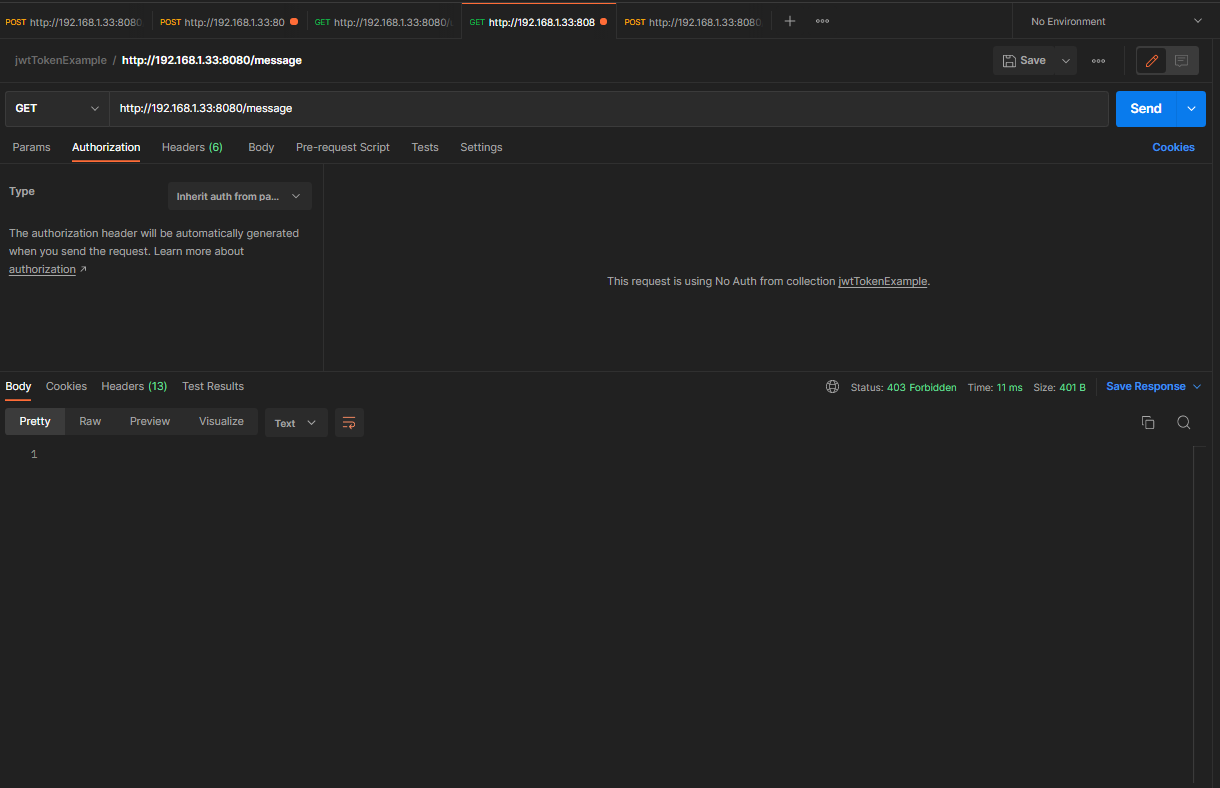 POST http://192.168.1.33:8080
POST http://192.168.1.33:80
GET http://192.168.1.33:8080/
GET http://192.168.1.33:808
POST http://192.168.1.33:8080
No Environment
jwtTokenExample / http://192.168.1.33:8080/message
Save
GET
http://192.168.1.33:8080/message
Send
Params
Authorization
Headers (6)
Body
Pre-request Script
Tests
Settings
Cookies
Type
Inherit auth from pa...
The authorization header will be automatically generated
when you send the request. Learn more about
authorization ↗
This request is using No Auth from collection jwtTokenExample.
Body
Cookies
Headers (13)
Test Results
Status: 403 Forbidden
Time: 11 ms
Size: 401 B
Save Response
Pretty
Raw
Preview
Visualize
Text
1